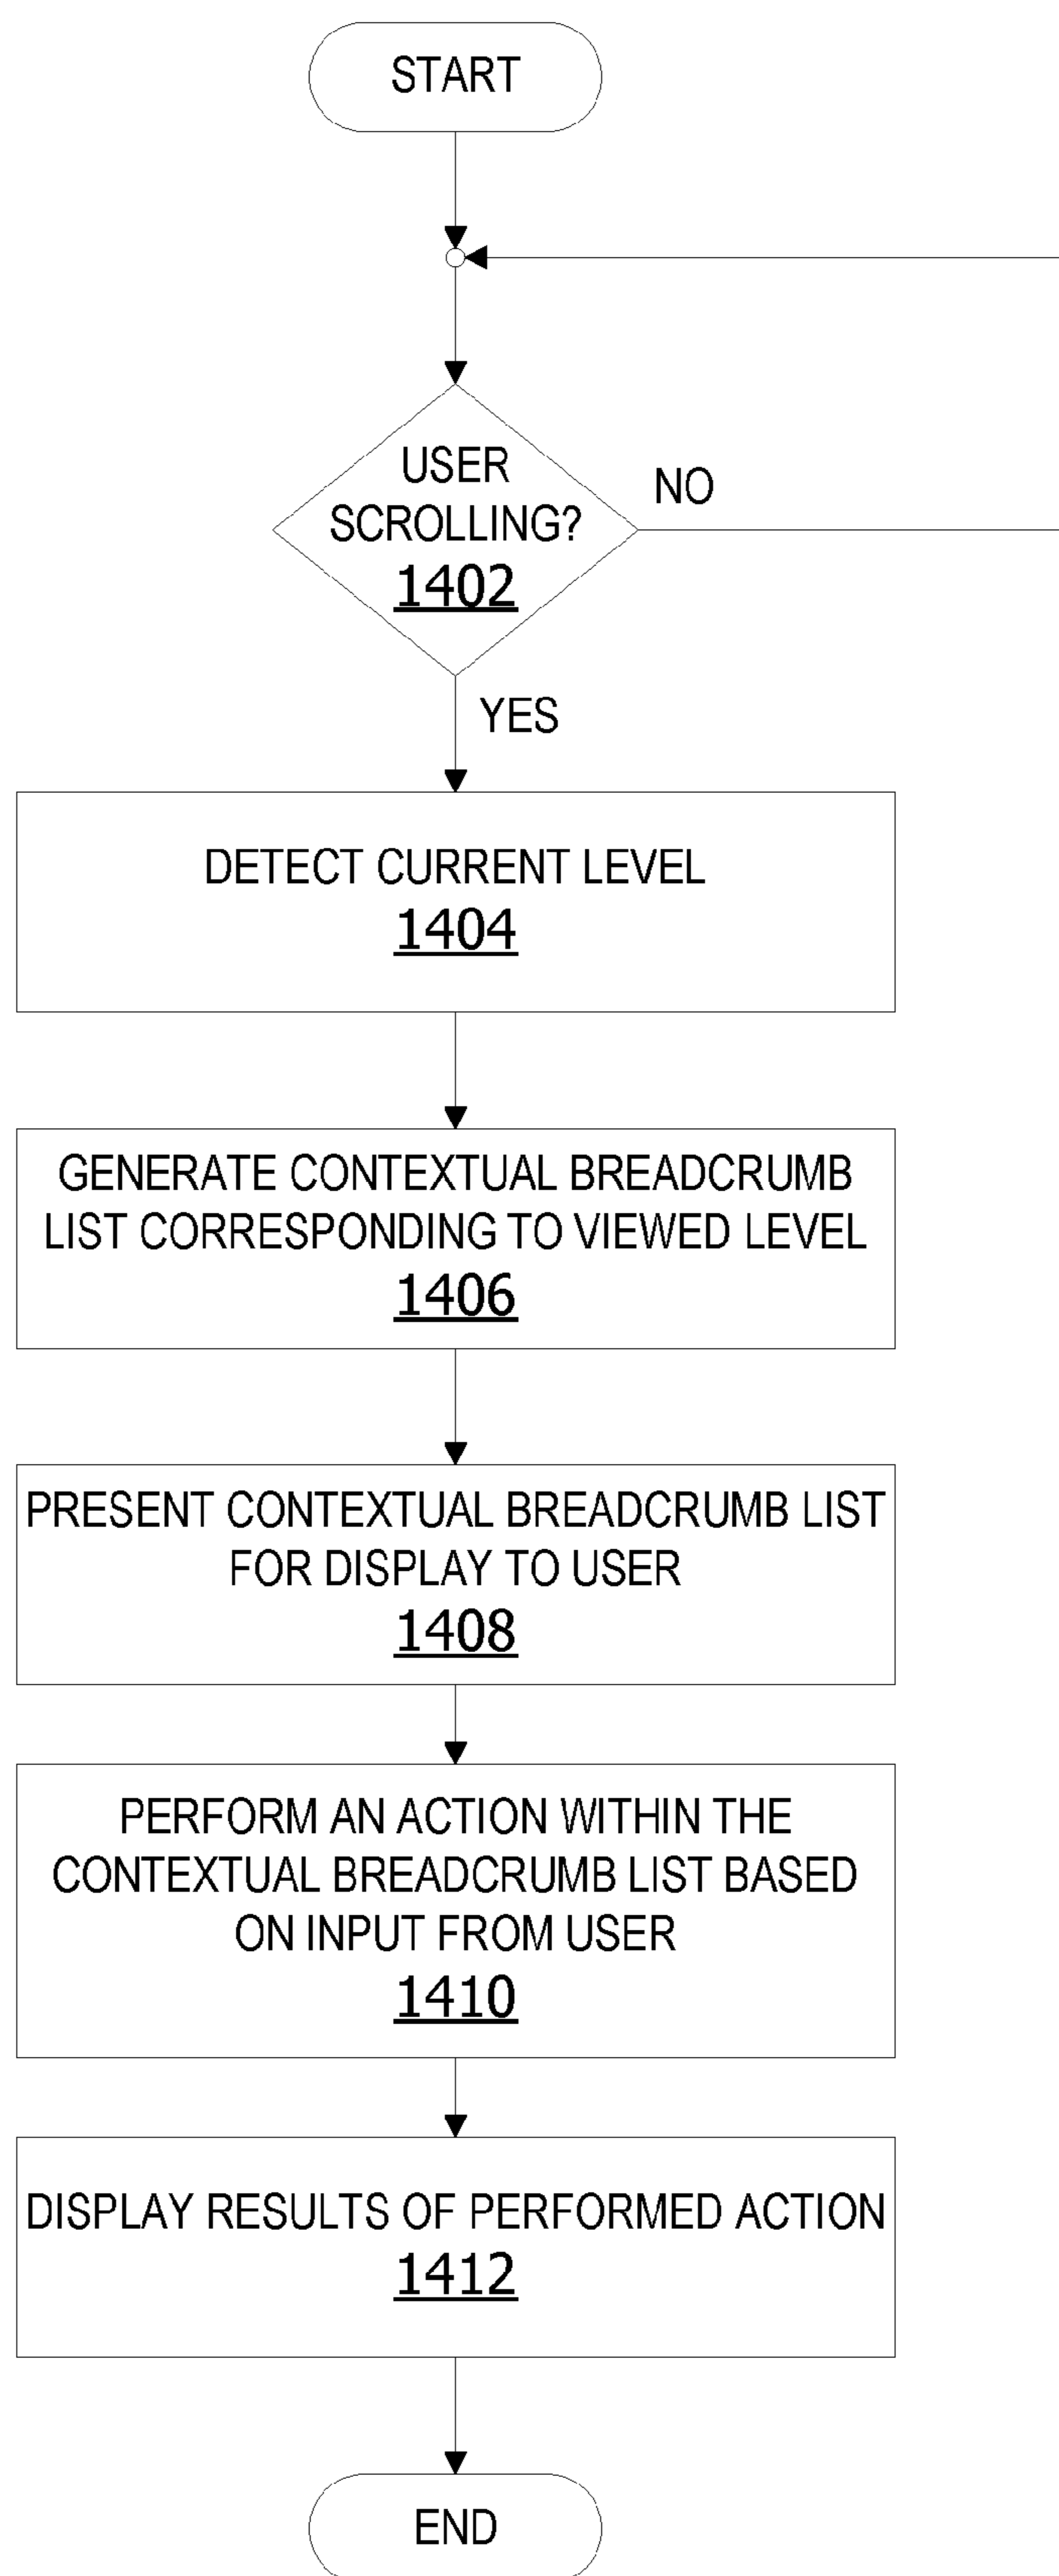 START
USER
SCROLLING?
1402
NO
YES
DETECT CURRENT LEVEL
1404
GENERATE CONTEXTUAL BREADCRUMB
LIST CORRESPONDING TO VIEWED LEVEL
1406
PRESENT CONTEXTUAL BREADCRUMB LIST
FOR DISPLAY TO USER
1408
PERFORM AN ACTION WITHIN THE
CONTEXTUAL BREADCRUMB LIST BASED
ON INPUT FROM USER
1410
DISPLAY RESULTS OF PERFORMED ACTION
1412
END